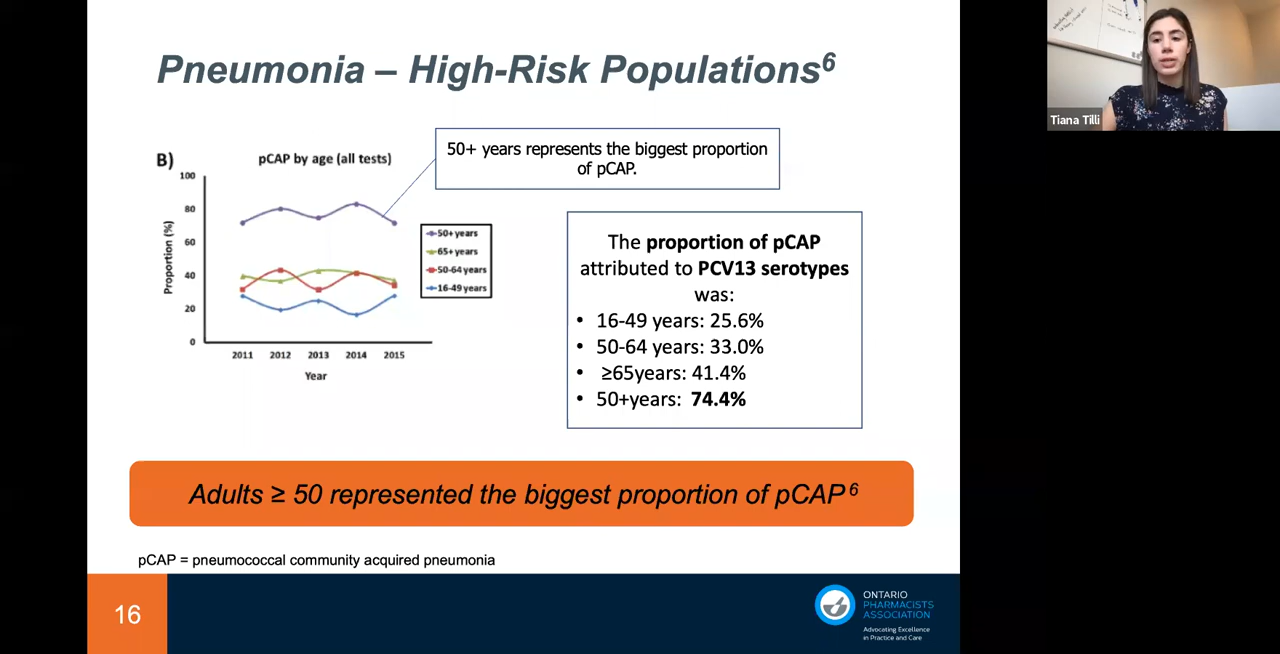 Pneumonia – High-Risk Populations6
B)
pCAP by age (all tests)
50+ years represents the biggest proportion
of pCAP.
100
80
60
40
20
0
Proportion (%)
2011 2012 2013 2014 2015
Year
50+ years
65+ years
50-64 years
16-49 years
The proportion of pCAP
attributed to PCV13 serotypes
was:
• 16-49 years: 25.6%
• 50-64 years: 33.0%
• ≥65years: 41.4%
• 50+years: 74.4%
Adults ≥ 50 represented the biggest proportion of pCAP 6
pCAP = pneumococcal community acquired pneumonia
16
ONTARIO
PHARMACISTS
ASSOCIATION
Advocating Excellence
in Practice and Care
Tiana Tilli